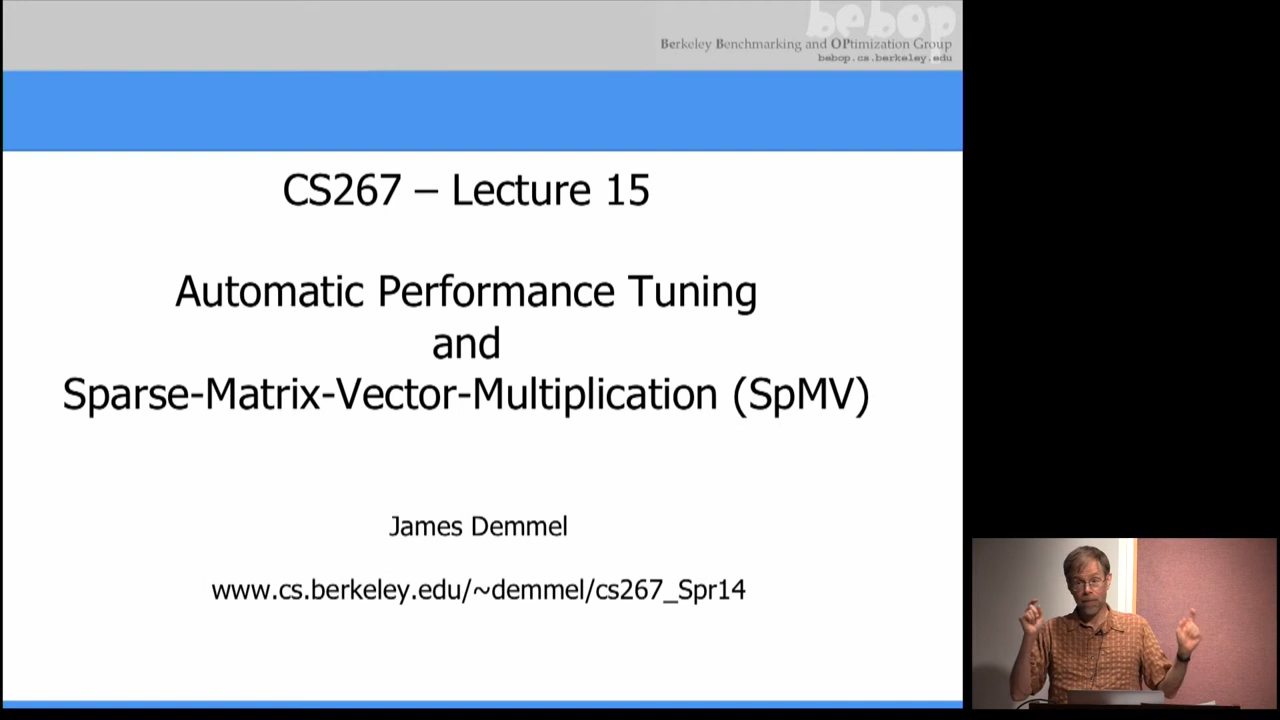 bebop
Berkeley Benchmarking and OPtimization Group
bebop.cs.berkeley.edu
CS267 – Lecture 15
Automatic Performance Tuning
and
Sparse-Matrix-Vector-Multiplication (SpMV)
James Demmel
www.cs.berkeley.edu/~demmel/cs267_Spr14